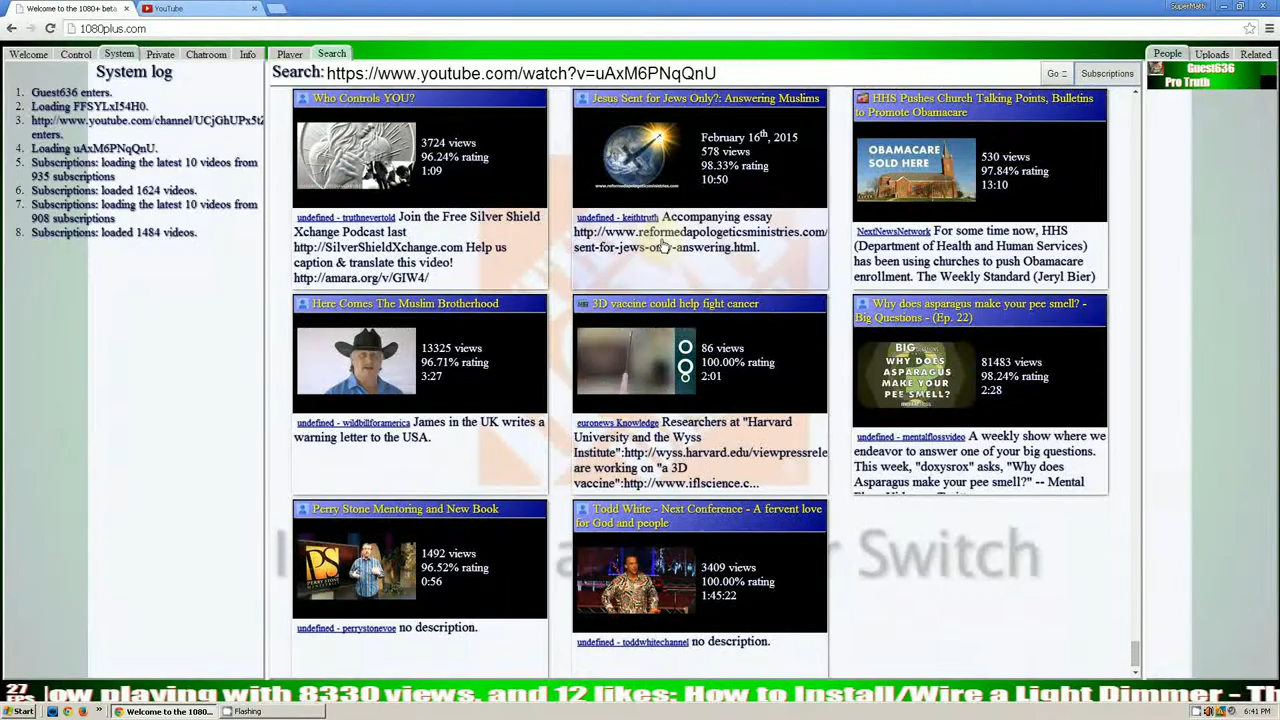 Welcome to the 1080+ beta
YouTube
SuperMath
1080plus.com
Welcome
Control
System
Private
Chatroom
Info
Player
Search
People
Uploads
Related
System log
1. Guest636 enters.
2. Loading FFSYLxI54H0.
3. http://www.youtube.com/channel/UCjGhUPx5tZ
enters.
4. Loading uAxM6PNqQnU.
5. Subscriptions: loading the latest 10 videos from
935 subscriptions
6. Subscriptions: loaded 1624 videos.
7. Subscriptions: loading the latest 10 videos from
908 subscriptions
8. Subscriptions: loaded 1484 videos.
Search: https://www.youtube.com/watch?v=uAxM6PNqQnU
Go
Subscriptions
Guest636
Pro Truth
Who Controls YOU?
3724 views
96.24% rating
1:09
undefined - truthnevertold Join the Free Silver Shield
Xchange Podcast last
http://SilverShieldXchange.com Help us
caption & translate this video!
http://amara.org/v/GIW4/
Jesus Sent for Jews Only?: Answering Muslims
February 16th, 2015
578 views
98.33% rating
10:50
www.reformedapologeticsministries.com
undefined - keithtruth Accompanying essay
http://www.reformedapologeticsministries.com/
sent-for-jews-only-answering.html.
HHS Pushes Church Talking Points, Bulletins
to Promote Obamacare
OBAMACARE
SOLD HERE
530 views
97.84% rating
13:10
NextNewsNetwork For some time now, HHS
(Department of Health and Human Services)
has been using churches to push Obamacare
enrollment. The Weekly Standard (Jeryl Bier)
Here Comes The Muslim Brotherhood
13325 views
96.71% rating
3:27
undefined - wildbillforamerica James in the UK writes a
warning letter to the USA.
3D vaccine could help fight cancer
86 views
100.00% rating
2:01
euronews Knowledge Researchers at "Harvard
University and the Wyss
Institute":http://wyss.harvard.edu/viewpressrele
are working on "a 3D
vaccine":http://www.iflscience.c...
Why does asparagus make your pee smell? -
Big Questions - (Ep. 22)
BIG
WHY DOES
ASPARAGUS
MAKE YOUR
PEE SMELL?
81483 views
98.24% rating
2:28
undefined - mentalflossvideo A weekly show where we
endeavor to answer one of your big questions.
This week, "doxysrox" asks, "Why does
Asparagus make your pee smell?" -- Mental
Perry Stone Mentoring and New Book
PS
1492 views
96.52% rating
0:56
undefined - perrystonevoe no description.
Todd White - Next Conference - A fervent love
for God and people
3409 views
100.00% rating
1:45:22
undefined - toddwhitechannel no description.
Switch
27
FPS
low playing with 8330 views, and 12 likes: How to Install/Wire a Light Dimmer - Th
Start
Welcome to the 1080...
Flashing
6:41 PM